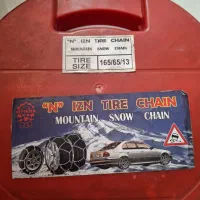 "N" IZN TIRE CHAIN
MOUNTAIN SNOW CHAIN
TIRE SIZE 165/65/13
"N" IZN TIRE CHAIN
MOUNTAIN SNOW CHAIN